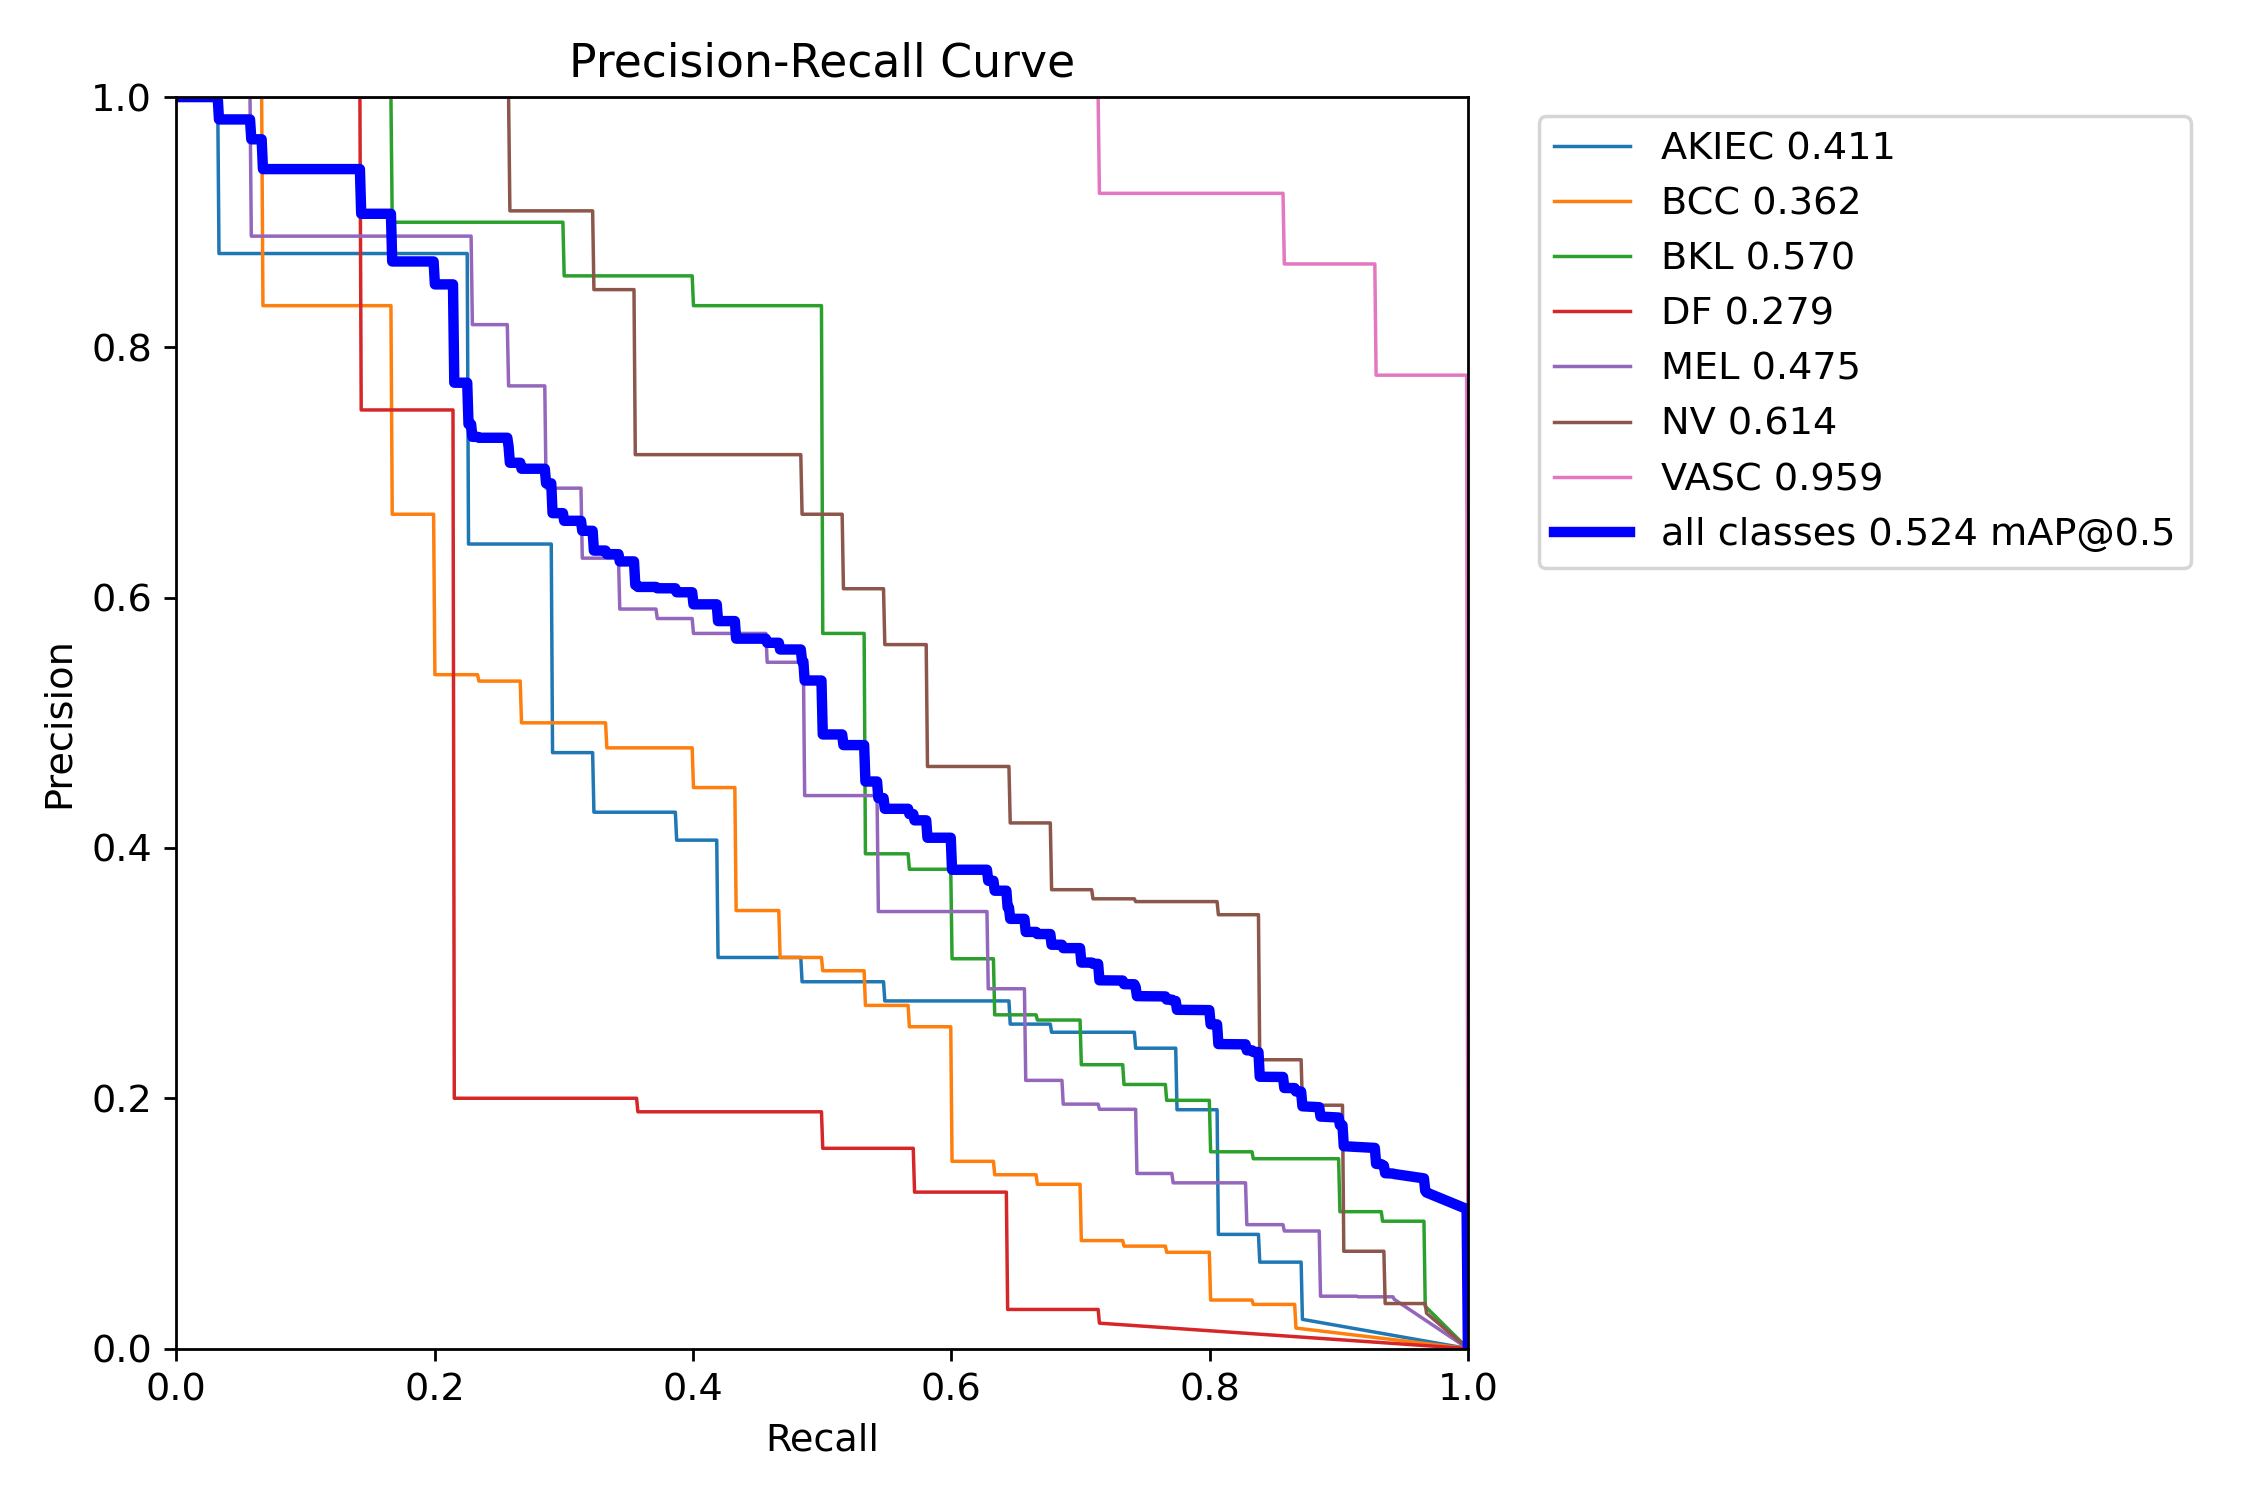 Precision-Recall Curve
1.0
0.8
0.6
0.4
0.2
0.0
Precision
0.0 0.2 0.4 0.6 0.8 1.0
Recall
AKIEC 0.411
BCC 0.362
BKL 0.570
DF 0.279
MEL 0.475
NV 0.614
VASC 0.959
all classes 0.524 mAP@0.5